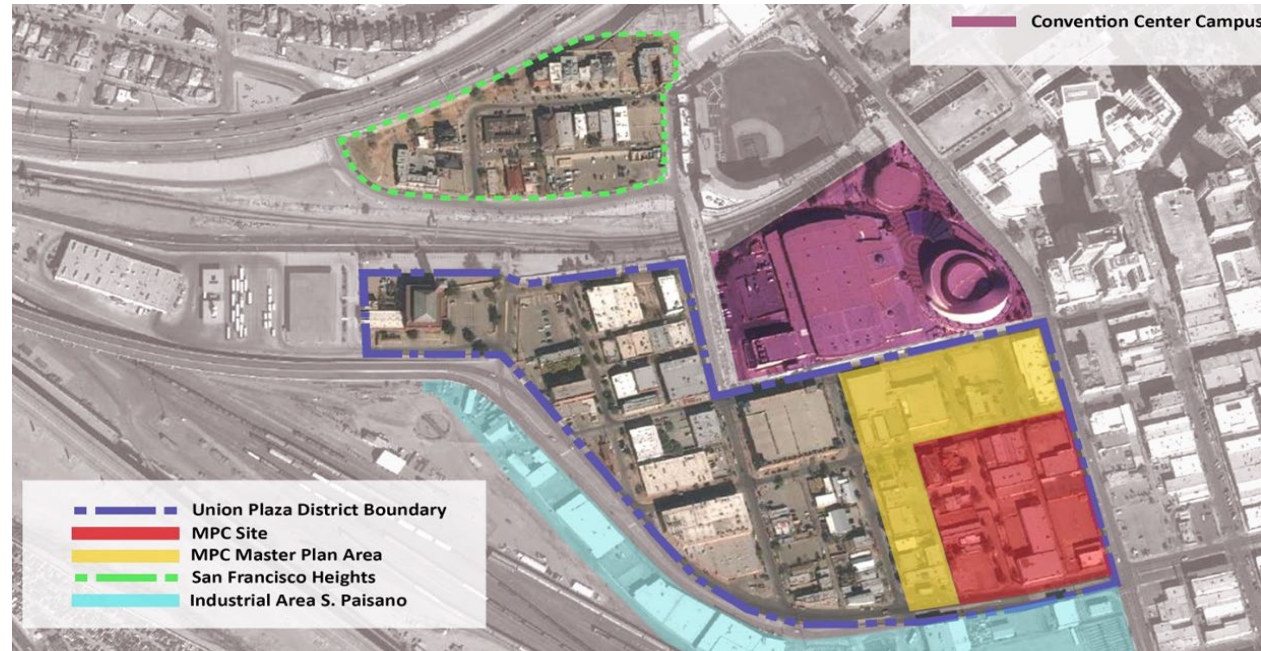 Convention Center Campus
Union Plaza District Boundary
MPC Site
MPC Master Plan Area
San Francisco Heights
Industrial Area S. Paisano